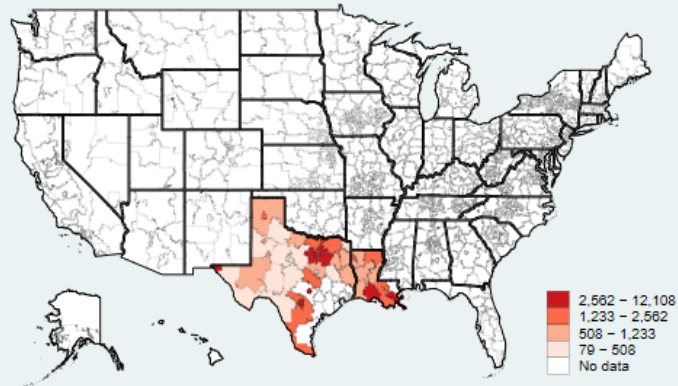 2,562 – 12,108
1,233 – 2,562
508 – 1,233
79 – 508
No data